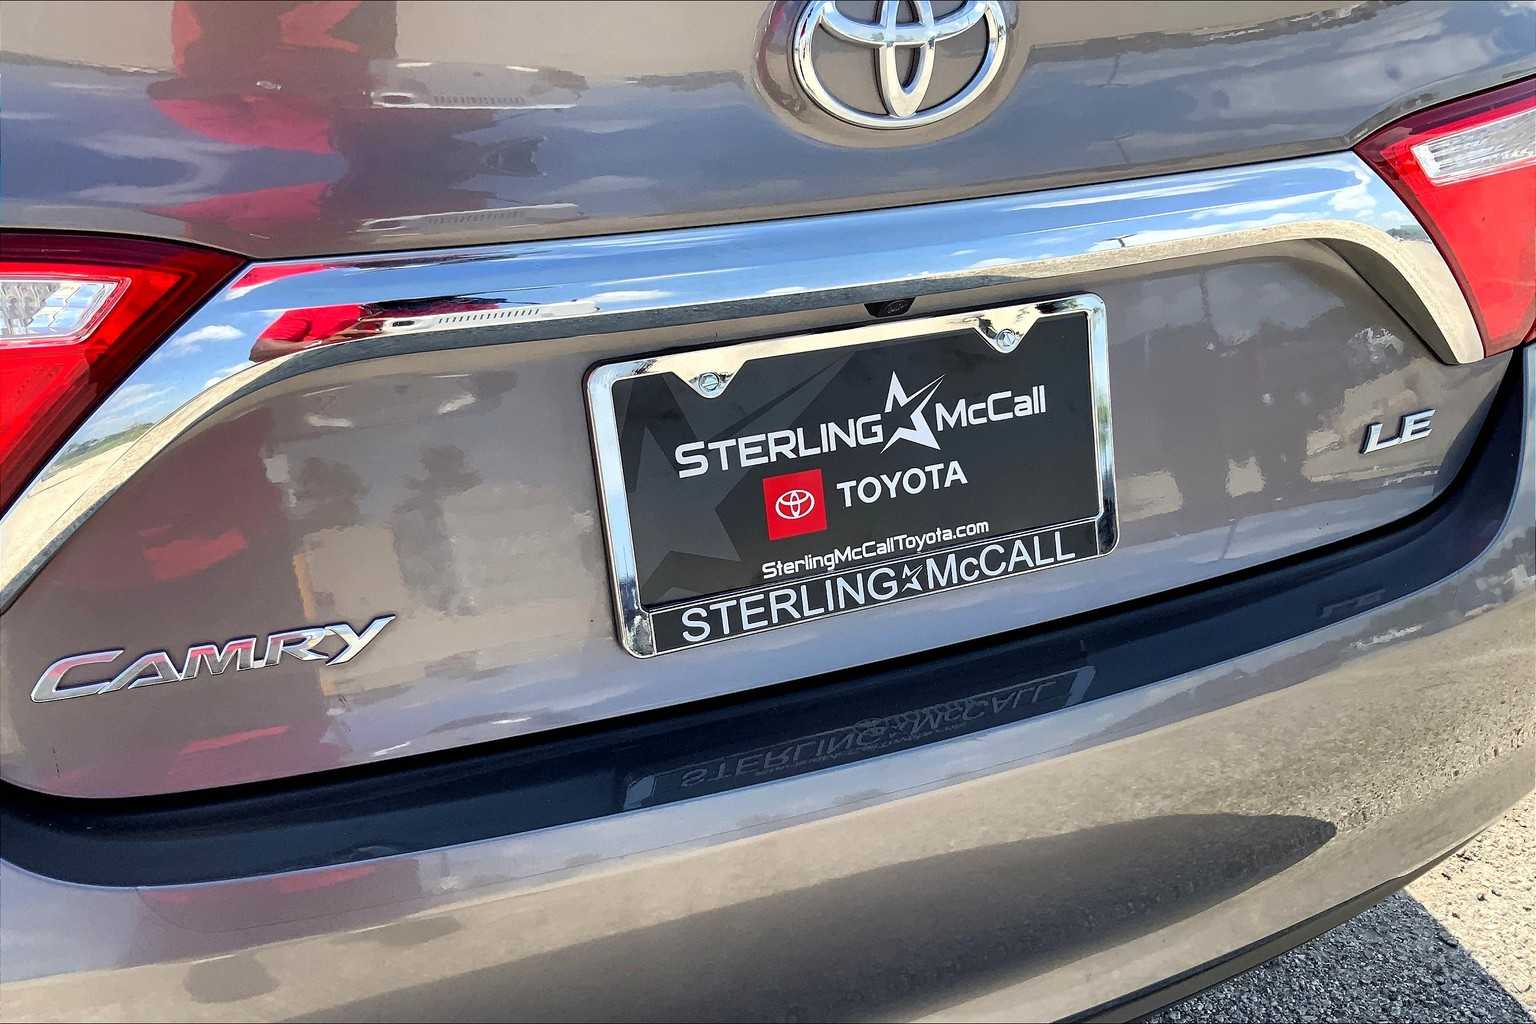 STERLING McCall
TOYOTA
SterlingMcCallToyota.com
STERLING McCALL
CAMRY
LE